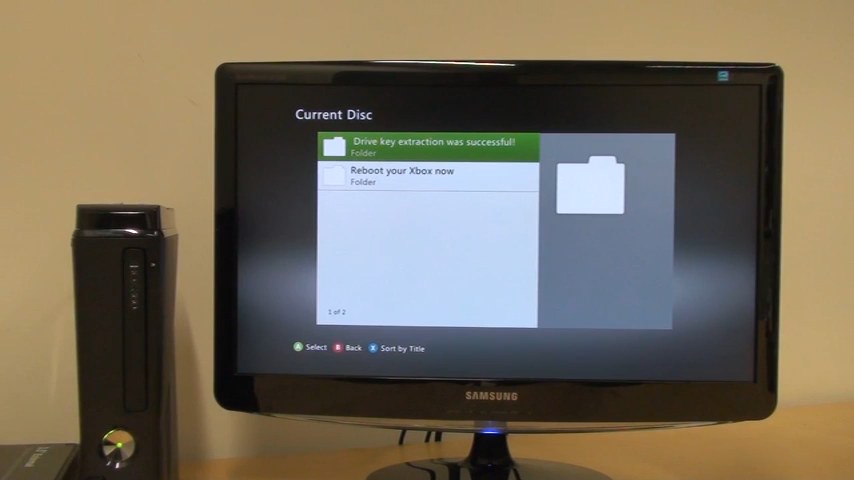 Current Disc
Drive key extraction was successful!
Folder
Reboot your Xbox now
Folder
1 of 2
A Select B Back X Sort by Title
SAMSUNG